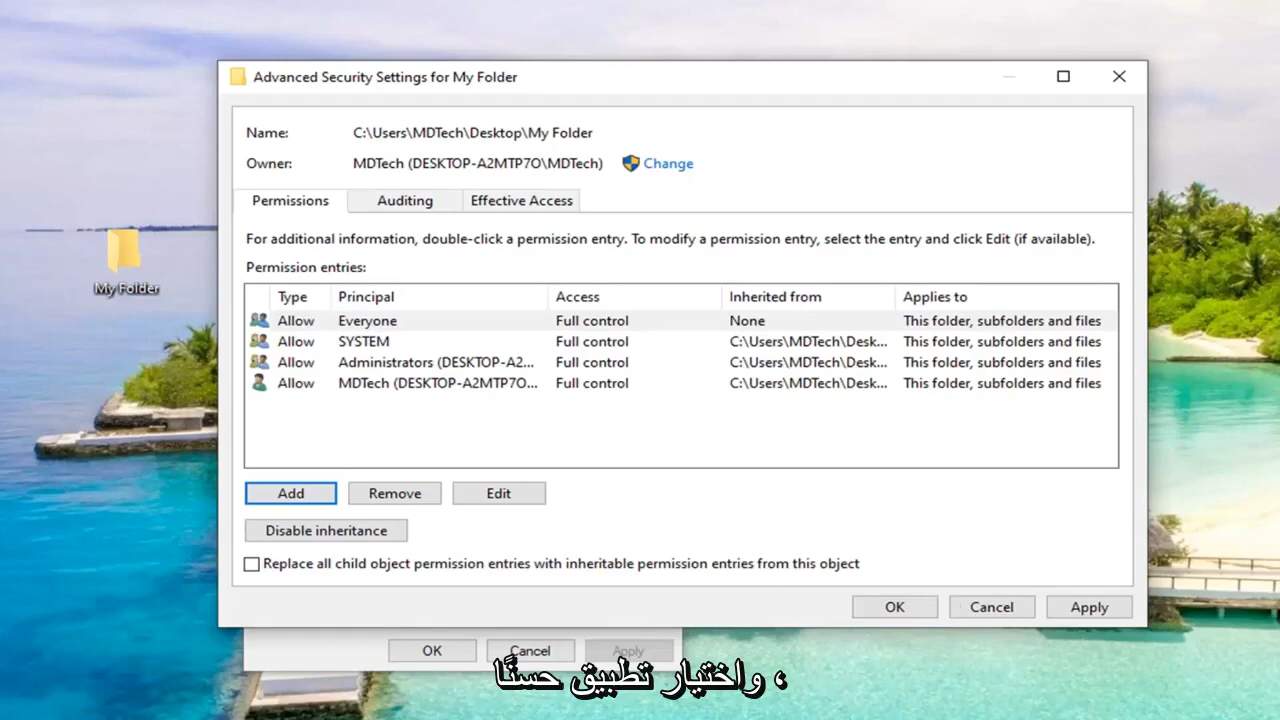 Advanced Security Settings for My Folder
Name: C:\Users\MDTech\Desktop\My Folder
Owner: MDTech (DESKTOP-A2MTP7O\MDTech) Change
Permissions Auditing Effective Access
For additional information, double-click a permission entry. To modify a permission entry, select the entry and click Edit (if available).
Permission entries:
Type Principal Access Inherited from Applies to
Allow Everyone Full control None This folder, subfolders and files
Allow SYSTEM Full control C:\Users\MDTech\Desk... This folder, subfolders and files
Allow Administrators (DESKTOP-A2... Full control C:\Users\MDTech\Desk... This folder, subfolders and files
Allow MDTech (DESKTOP-A2MTP7O... Full control C:\Users\MDTech\Desk... This folder, subfolders and files
My Folder
Add Remove Edit
Disable inheritance
Replace all child object permission entries with inheritable permission entries from this object
OK Cancel Apply
OK Cancel Apply
، واختيار تطبيق حسنًا